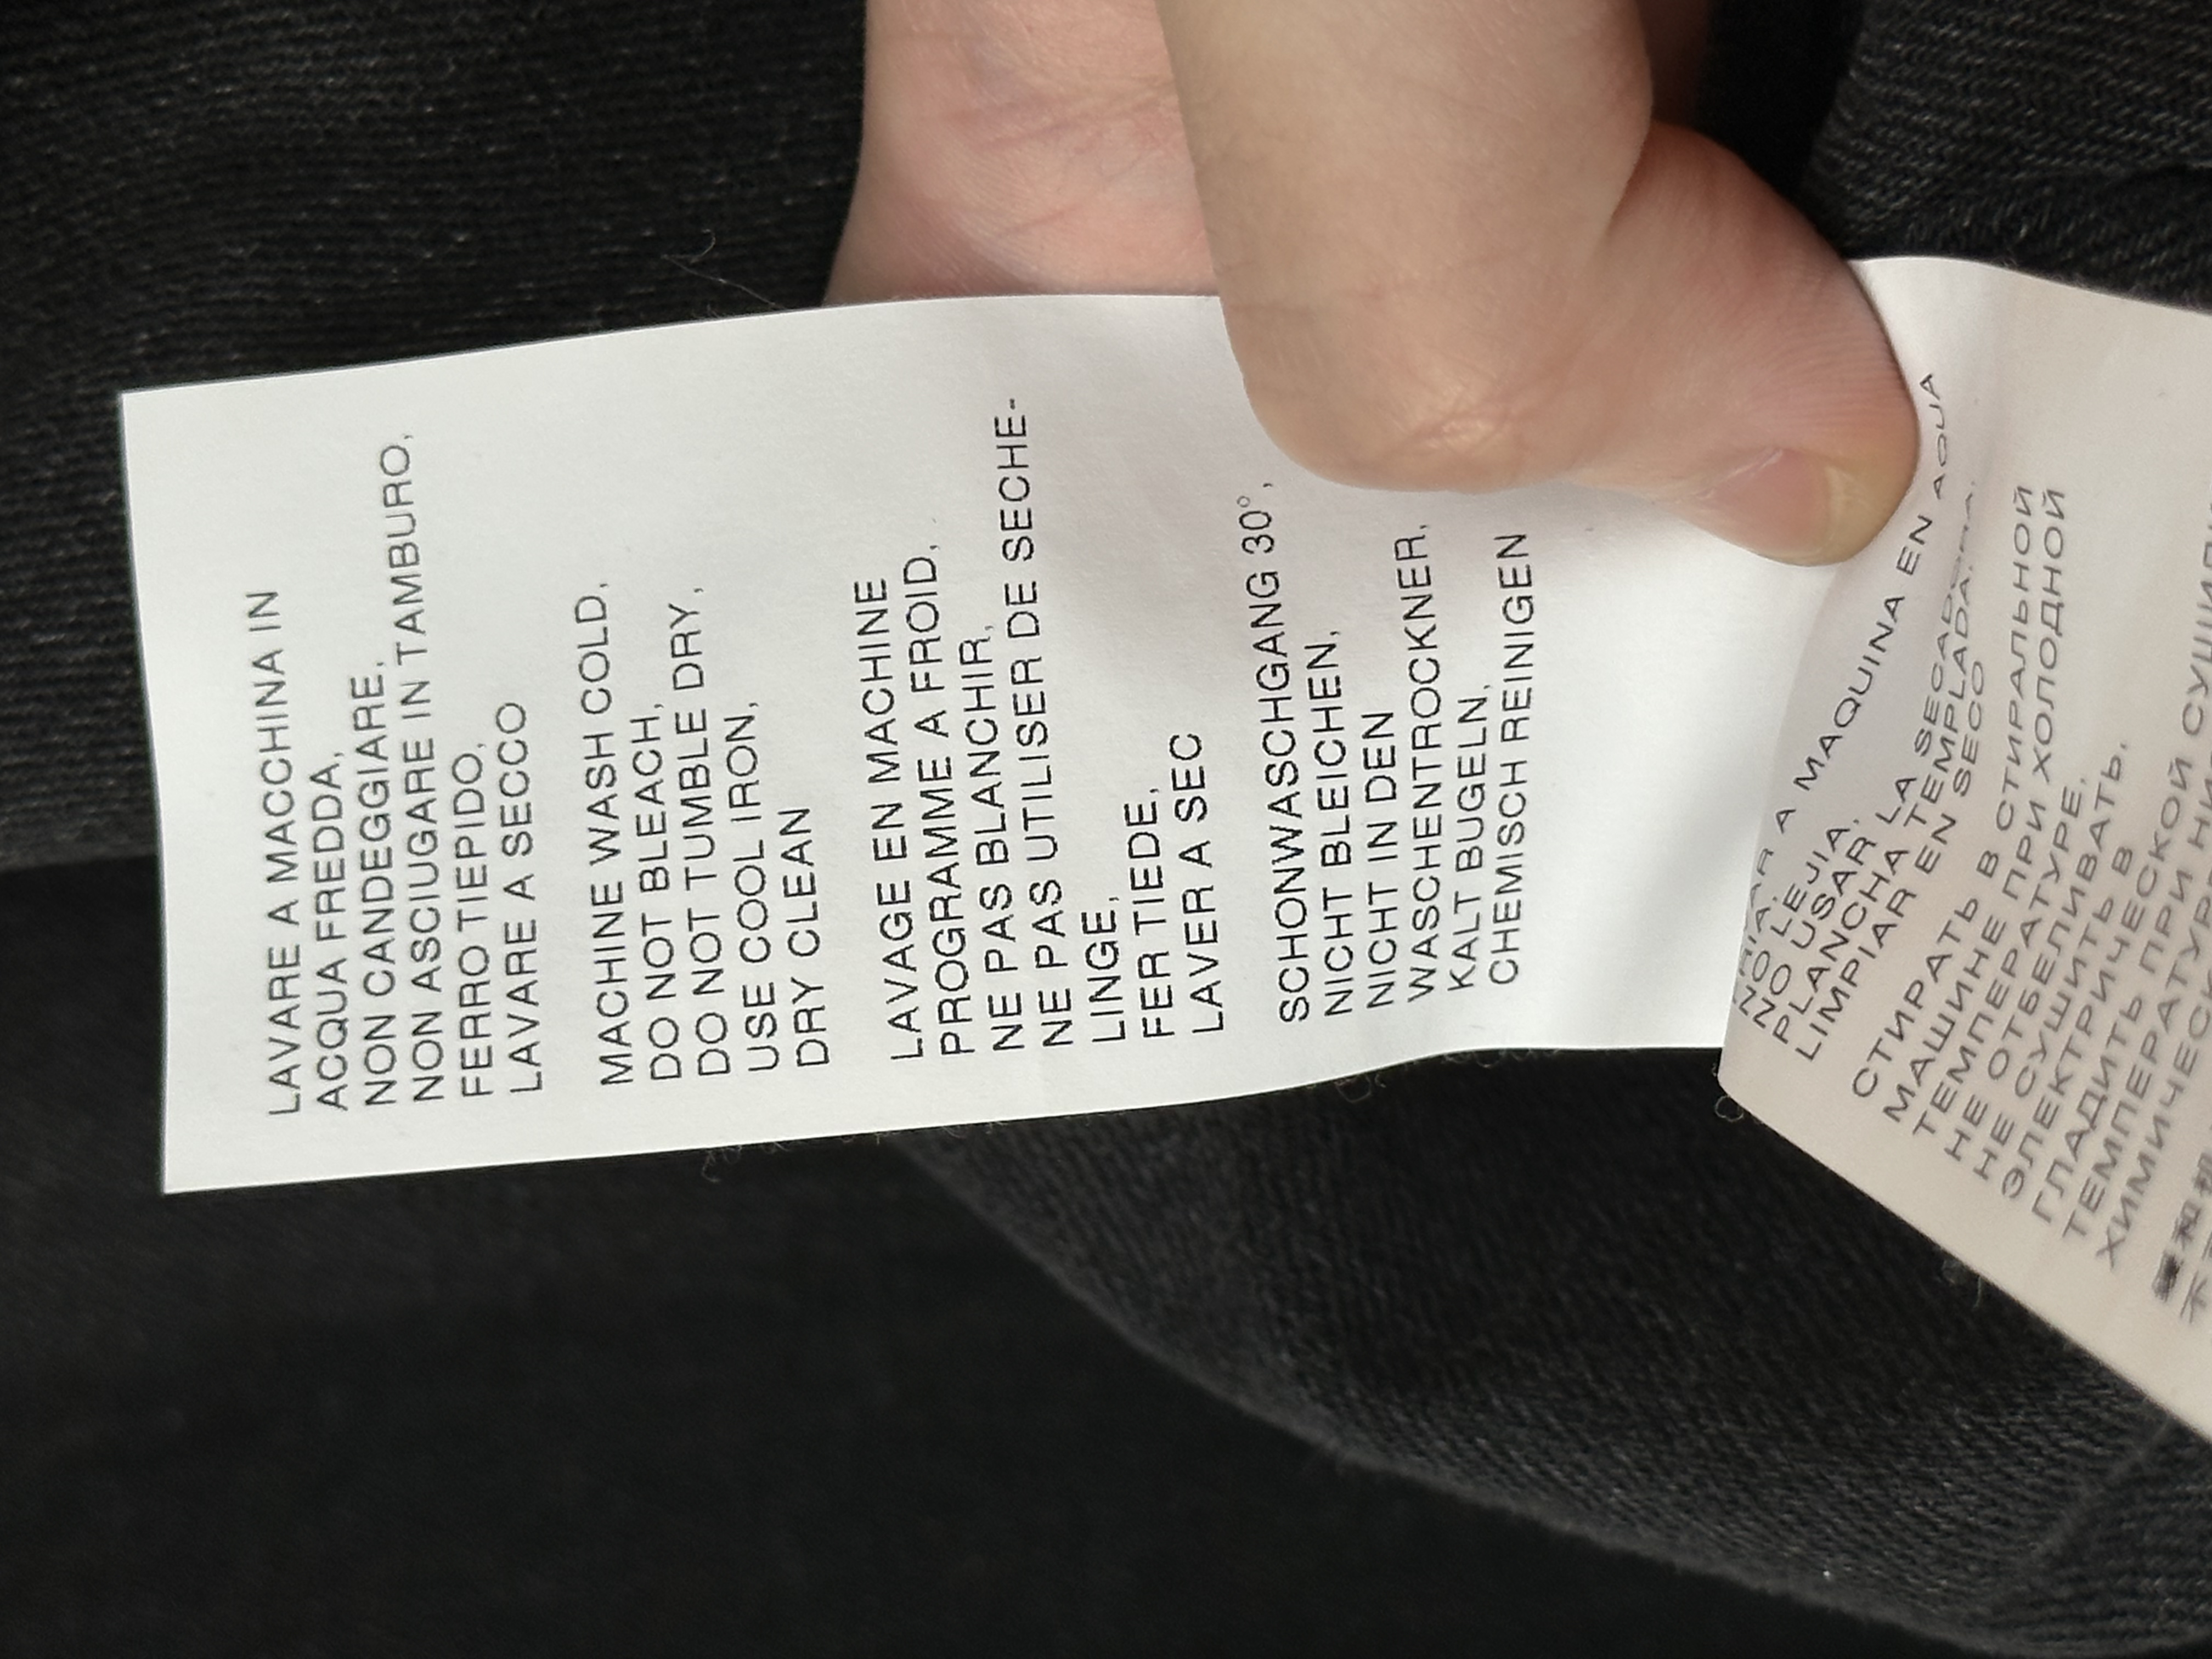 LAVARE A MACCHINA IN
ACQUA FREDDA,
NON CANDEGGIARE,
NON ASCIUGARE IN TAMBURO,
FERRO TIEPIDO,
LAVARE A SECCO
MACHINE WASH COLD,
DO NOT BLEACH,
DO NOT TUMBLE DRY,
USE COOL IRON,
DRY CLEAN
LAVAGE EN MACHINE
PROGRAMME A FROID,
NE PAS BLANCHIR,
NE PAS UTILISER DE SECHE-
LINGE,
FER TIEDE,
LAVER A SEC
SCHONWASCHGANG 30°,
NICHT BLEICHEN,
NICHT IN DEN
WASCHENTROCKNER,
KALT BUGELN,
CHEMISCH REINIGEN
A MAQUINA EN AQUA
NO LEJIA,
NO USAR LA SECADORA,
PLANCHA TEMPLADA,
LIMPIAR EN SECO
СТИРАТЬ В СТИРАЛЬНОЙ
МАШИНЕ ПРИ ХОЛОДНОЙ
ТЕМПЕРАТУРЕ.
НЕ ОТБЕЛИВАТЬ.
НЕ СУШИТЬ В
ЭЛЕКТРИЧЕСКОЙ
ГЛАДИТЬ ПРИ
ТЕМПЕРАТУРЕ